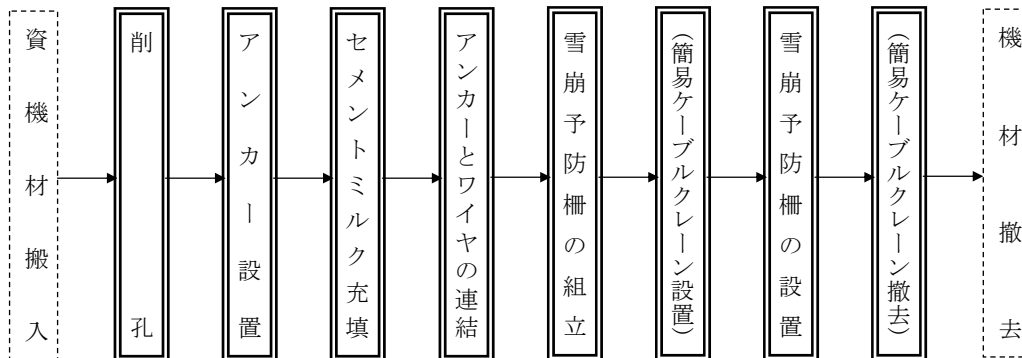 資機材搬入
削孔
アンカー設置
セメントミルク充填
アンカーとワイヤの連結
雪崩予防柵の組立
(簡易ケーブルクレーン設置)
雪崩予防柵の設置
(簡易ケーブルクレーン撤去)
機材撤去